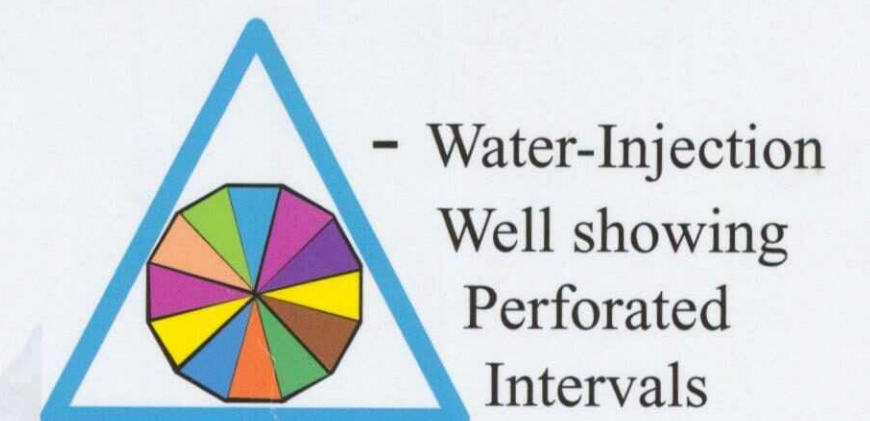 - Water-Injection
Well showing
Perforated
Intervals